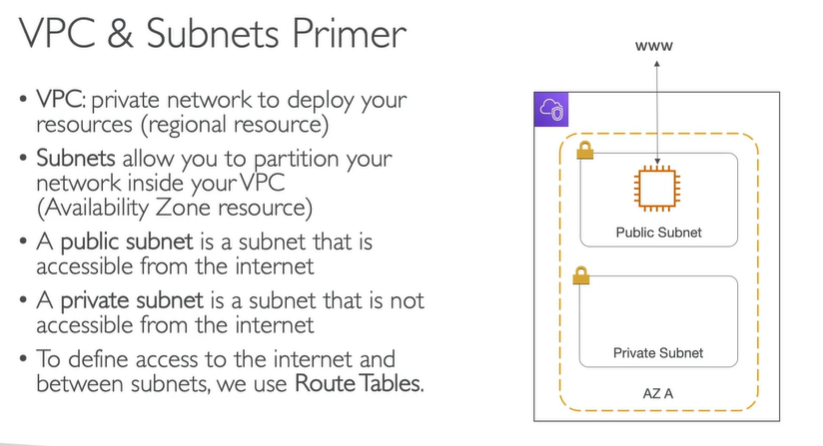 VPC & Subnets Primer
• VPC: private network to deploy your
resources (regional resource)
• Subnets allow you to partition your
network inside your VPC
(Availability Zone resource)
• A public subnet is a subnet that is
accessible from the internet
• A private subnet is a subnet that is not
accessible from the internet
• To define access to the internet and
between subnets, we use Route Tables.
www
Public Subnet
Private Subnet
AZ A